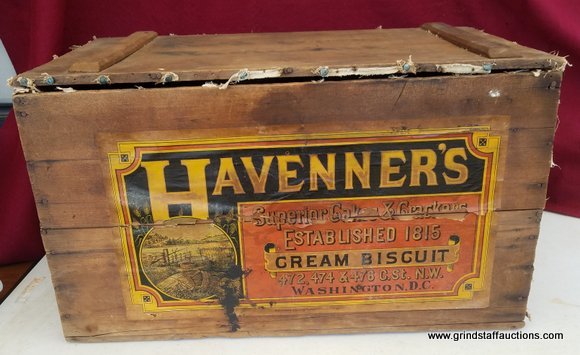 HAVENNER'S
Superior Cakes & Crackers
ESTABLISHED 1815
CREAM BISCUIT
472, 474 & 476 C. ST. N.W.
WASHINGTON, D.C.
www.grindstaffauctions.com